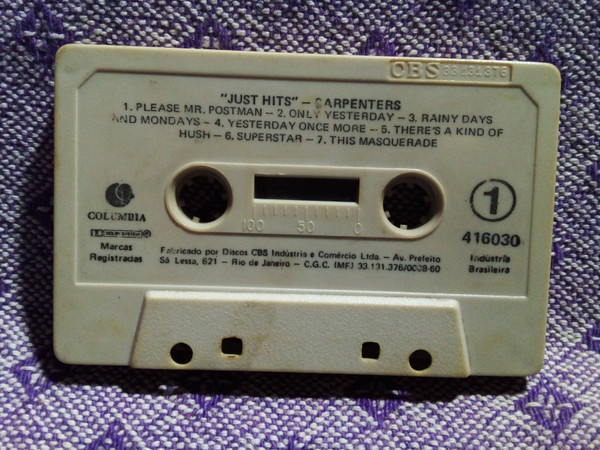 CBS 33 131 376
"JUST HITS" – CARPENTERS
1. PLEASE MR. POSTMAN – 2. ONLY YESTERDAY – 3. RAINY DAYS
AND MONDAYS – 4. YESTERDAY ONCE MORE – 5. THERE'S A KIND OF
HUSH – 6. SUPERSTAR – 7. THIS MASQUERADE
COLUMBIA
DOLBY SYSTEM
Marcas
Registradas
100 50 0
1
416030
Fabricado por Discos CBS Indústria e Comércio Ltda. – Av. Prefeito
Sá Lessa, 621 – Rio de Janeiro – C.G.C. (MF) 33.131.376/0008-60
Indústria
Brasileira